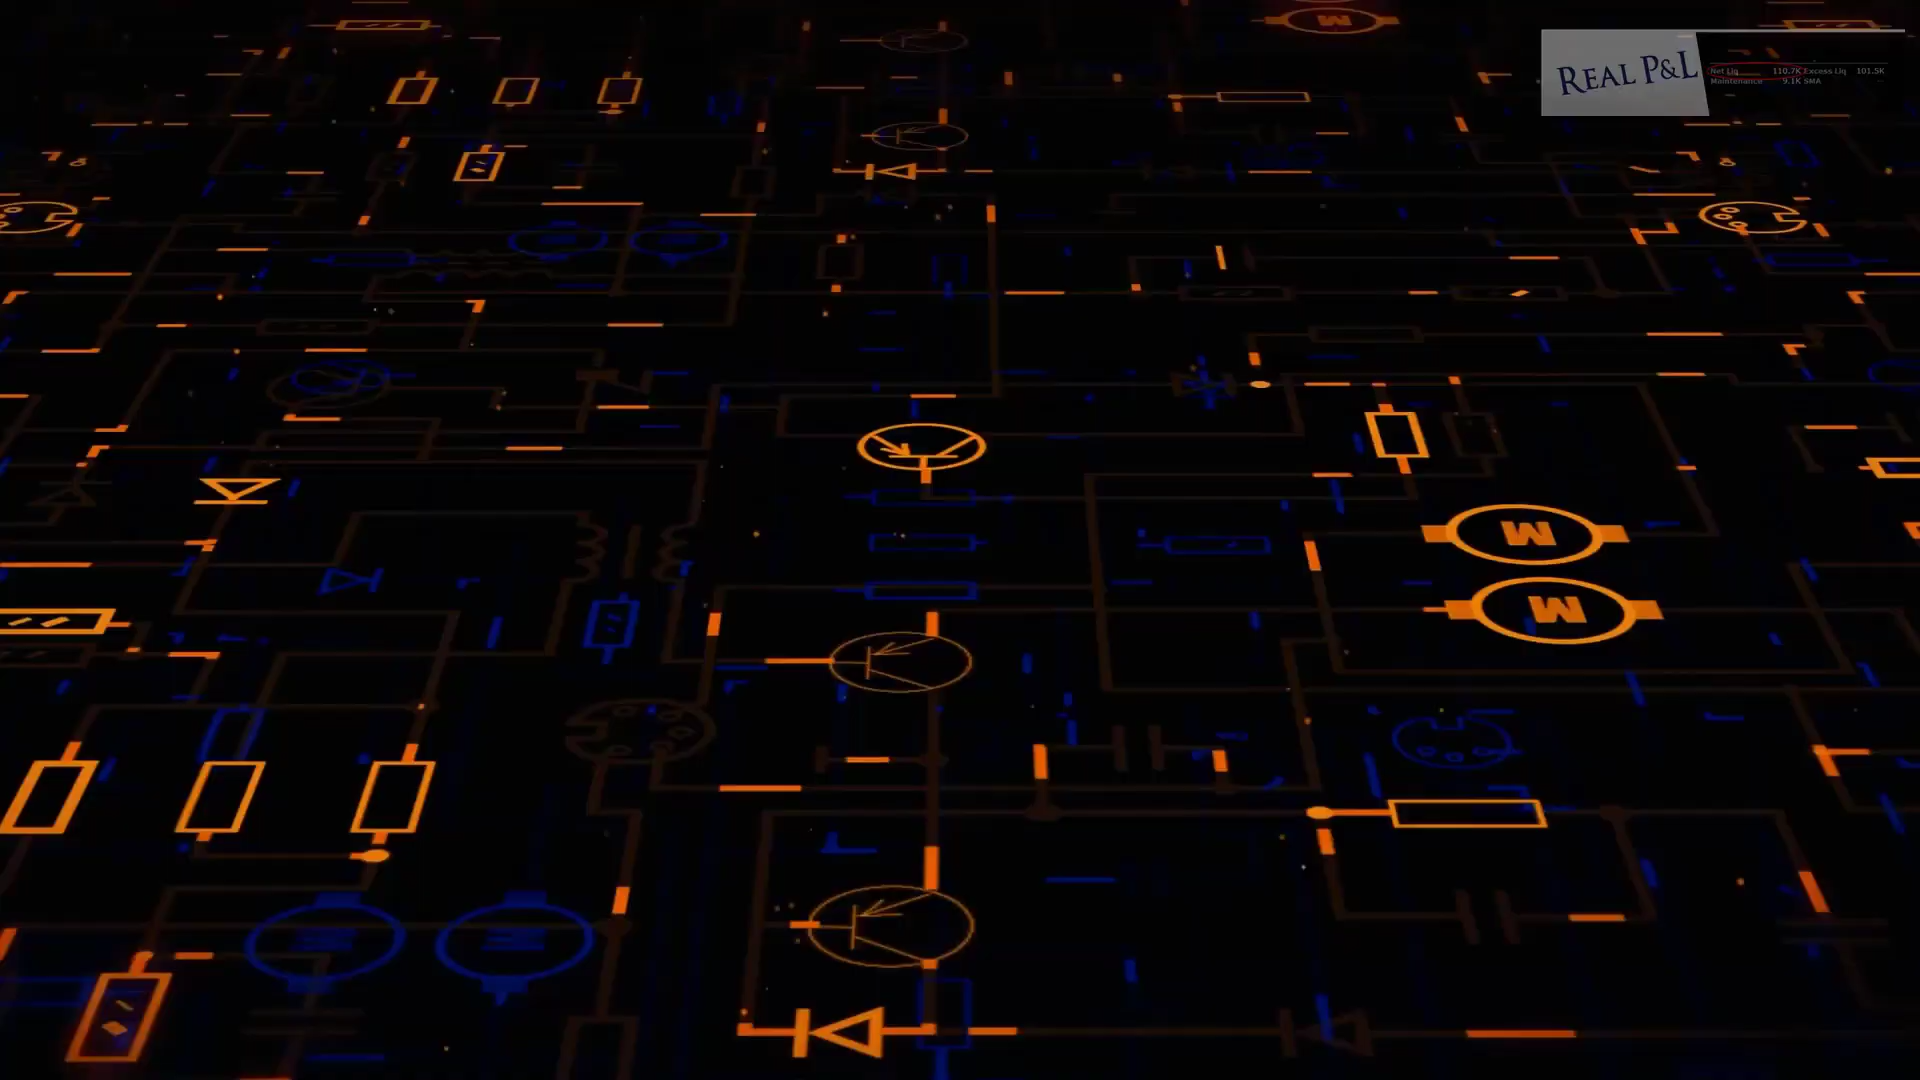 REAL P&L
Net Liq 110.7K Excess Liq 101.5K
Maintenance 9.1K SMA
M
M
M